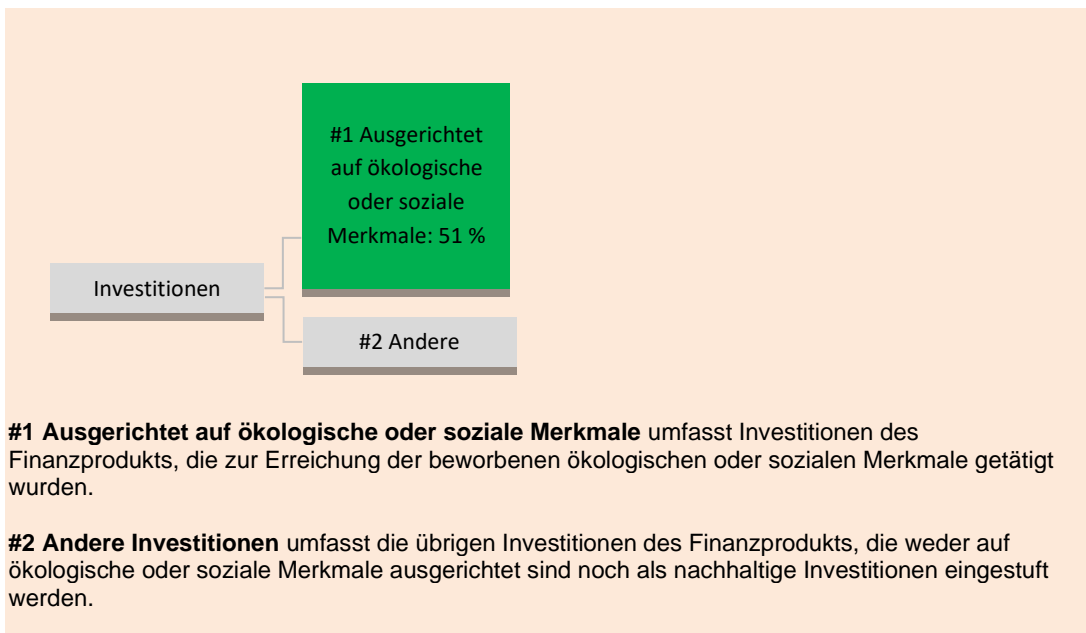 #1 Ausgerichtet
auf ökologische
oder soziale
Merkmale: 51 %
Investitionen
#2 Andere
#1 Ausgerichtet auf ökologische oder soziale Merkmale umfasst Investitionen des
Finanzprodukts, die zur Erreichung der beworbenen ökologischen oder sozialen Merkmale getätigt
wurden.
#2 Andere Investitionen umfasst die übrigen Investitionen des Finanzprodukts, die weder auf
ökologische oder soziale Merkmale ausgerichtet sind noch als nachhaltige Investitionen eingestuft
werden.